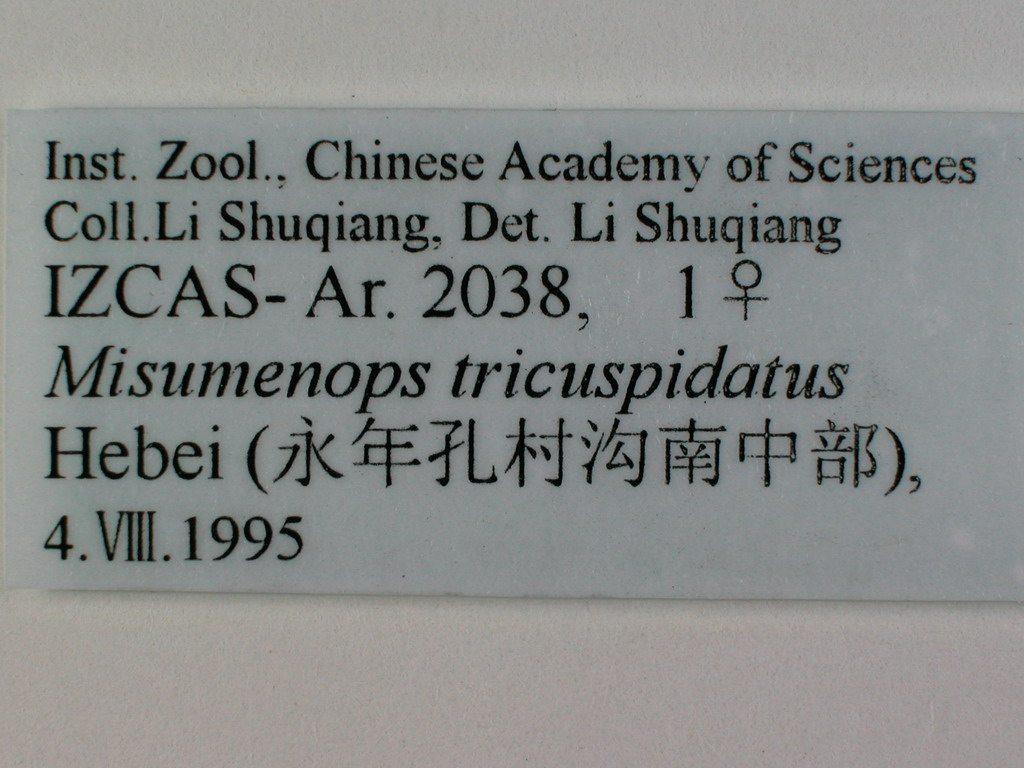 Inst. Zool., Chinese Academy of Sciences
Coll.Li Shuqiang, Det. Li Shuqiang
IZCAS- Ar. 2038, 1♀
Misumenops tricuspidatus
Hebei (永年孔村沟南中部),
4.Ⅷ.1995